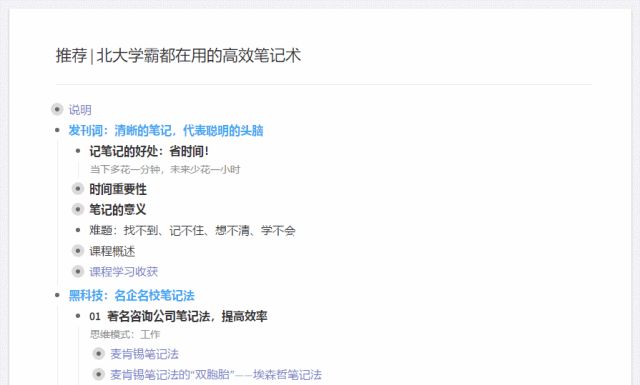 推荐|北大学霸都在用的高效笔记术
说明
发刊词：清晰的笔记，代表聪明的头脑
记笔记的好处：省时间！
当下多花一分钟，未来少花一小时
时间重要性
笔记的意义
难题：找不到、记不住、想不清、学不会
课程概述
课程学习收获
黑科技：名企名校笔记法
01 著名咨询公司笔记法，提高效率
思维模式：工作
麦肯锡笔记法
麦肯锡笔记法的“双胞胎”——埃森哲笔记法